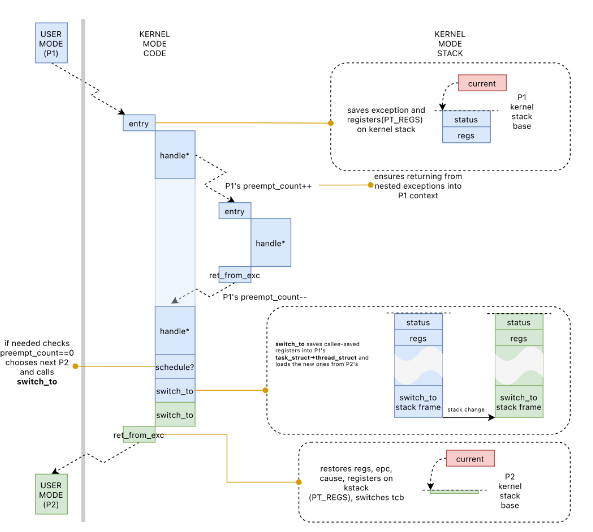 USER
MODE
(P1)
KERNEL
MODE
CODE
KERNEL
MODE
STACK
current
P1
kernel
stack
base
saves exception and
registers(PT_REGS)
on kernel stack
status
regs
entry
handle*
P1's preempt_count++
ensures returning from
nested exceptions into
P1 context
entry
handle*
ret_from_exc
P1's preempt_count--
handle*
schedule?
switch_to
switch_to
if needed checks
preempt_count==0
chooses next P2
and calls
switch_to
switch_to saves callee-saved
registers into P1's
task_struct→thread_struct and
loads the new ones from P2's
status
regs
switch_to
stack frame
stack change
status
regs
switch_to
stack frame
ret_from_exc
USER
MODE
(P2)
restores regs, epc,
cause, registers on
kstack
(PT_REGS), switches tcb
current
P2
kernel
stack
base